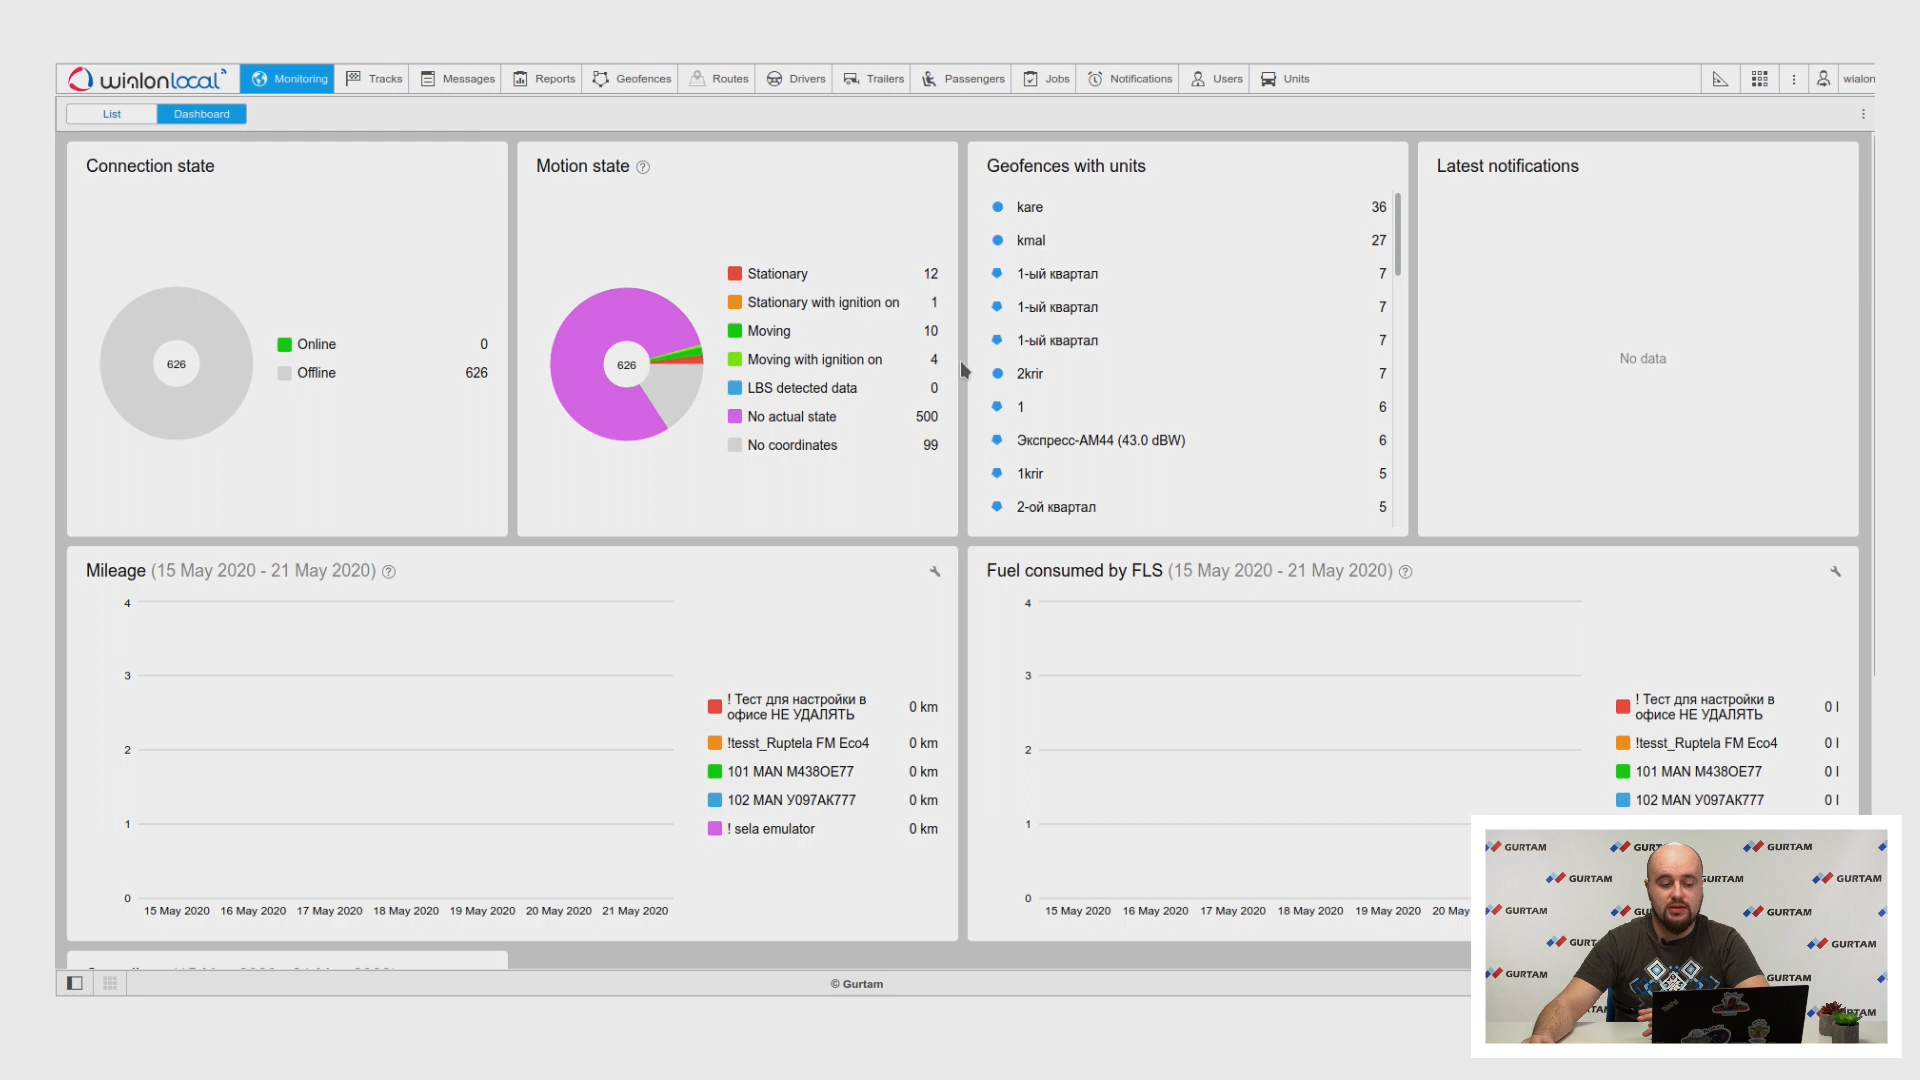 wialon local
Monitoring
Tracks
Messages
Reports
Geofences
Routes
Drivers
Trailers
Passengers
Jobs
Notifications
Users
Units
wialon
List
Dashboard
Connection state
626
Online 0
Offline 626
Motion state ?
626
Stationary 12
Stationary with ignition on 1
Moving 10
Moving with ignition on 4
LBS detected data 0
No actual state 500
No coordinates 99
Geofences with units
kare 36
kmal 27
1-ый квартал 7
1-ый квартал 7
1-ый квартал 7
2krir 7
1 6
Экспресс-АМ44 (43.0 dBW) 6
1krir 5
2-ой квартал 5
Latest notifications
No data
Mileage (15 May 2020 - 21 May 2020) ?
4
3
2
1
0
15 May 2020 16 May 2020 17 May 2020 18 May 2020 19 May 2020 20 May 2020 21 May 2020
! Тест для настройки в
офисе НЕ УДАЛЯТЬ 0 km
!tesst_Ruptela FM Eco4 0 km
101 MAN М438ОЕ77 0 km
102 MAN У097АК777 0 km
! sela emulator 0 km
Fuel consumed by FLS (15 May 2020 - 21 May 2020) ?
4
3
2
1
0
15 May 2020 16 May 2020 17 May 2020 18 May 2020 19 May 2020 20 May
! Тест для настройки в
офисе НЕ УДАЛЯТЬ 0 l
!tesst_Ruptela FM Eco4 0 l
101 MAN М438ОЕ77 0 l
102 MAN У097АК777 0 l
© Gurtam
GURTAM GURT GURTAM
GURTAM GURTAM GURTAM
GURTAM GU GURTAM
GURT GURTAM
GURTAM GURTAM